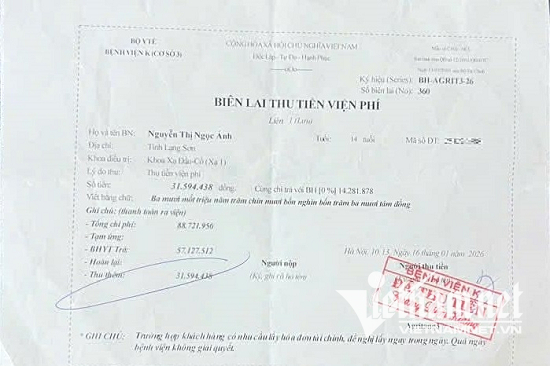 BỘ Y TẾ
BỆNH VIỆN K (CƠ SỞ 3)
CỘNG HÒA XÃ HỘI CHỦ NGHĨA VIỆT NAM
Độc Lập - Tự Do - Hạnh Phúc
Ký hiệu (Series): BH-AGRIT3-26
Số biên lai (No): 360
BIÊN LAI THU TIỀN VIỆN PHÍ
Liên 1 Hang
Họ và tên BN: Nguyễn Thị Ngọc Ánh Tuổi: 14 tuổi Mã số ĐT
Địa chỉ: Tỉnh Lạng Sơn
Khoa điều trị: Khoa Xạ Đầu-Cổ (Xạ 1)
Lý do thu: Thu tiền viện phí
Số tiền: 31.594.438 đồng. Cùng chi trả với BH [0 %] 14.281.878
Viết bằng chữ: Ba mươi mốt triệu năm trăm chín mươi bốn nghìn bốn trăm ba mươi tám đồng
Ghi chú: (thanh toán ra viện)
- Tổng chi phí: 88,721,950
- Tạm ứng:
- BHYT Trả: 57,127,512
- Hoàn lại:
- Thu thêm: 31,594,438
Hà Nội, 10:13, Ngày 16 tháng 01 năm 2026
Người nộp
(Ký, ghi rõ họ tên)
Người thu tiền
BỆNH VIỆN K
ĐÃ THU TIỀN
vietnamnet
VIETNAMNET.VN
* GHI CHÚ: Trường hợp khách hàng có nhu cầu lấy hóa đơn tài chính, đề nghị lấy ngay trong ngày. Quá ngày
bệnh viện không giải quyết.